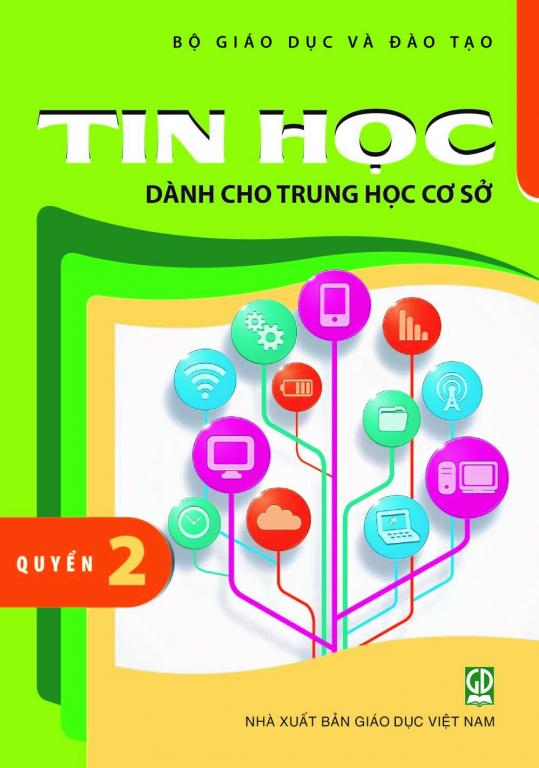 BỘ GIÁO DỤC VÀ ĐÀO TẠO
TIN HỌC
DÀNH CHO TRUNG HỌC CƠ SỞ
QUYỂN 2
GD
NHÀ XUẤT BẢN GIÁO DỤC VIỆT NAM